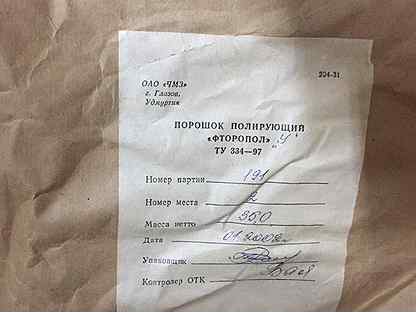 204-31
ОАО «ЧМЗ»
г. Глазов,
Удмуртия
ПОРОШОК ПОЛИРУЮЩИЙ
«ФТОРОПОЛ» „У"
ТУ 334—97
Номер партии 191
Номер места 2
Масса нетто 350
Дата 01.2002г.
Упаковщик
Контролер ОТК